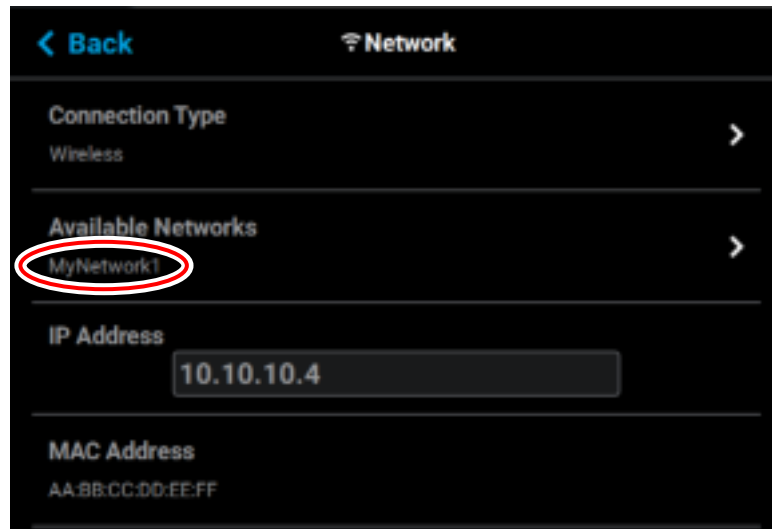 Back
Network
Connection Type
Wireless
Available Networks
MyNetwork1
IP Address
10.10.10.4
MAC Address
AA:BB:CC:DD:EE:FF